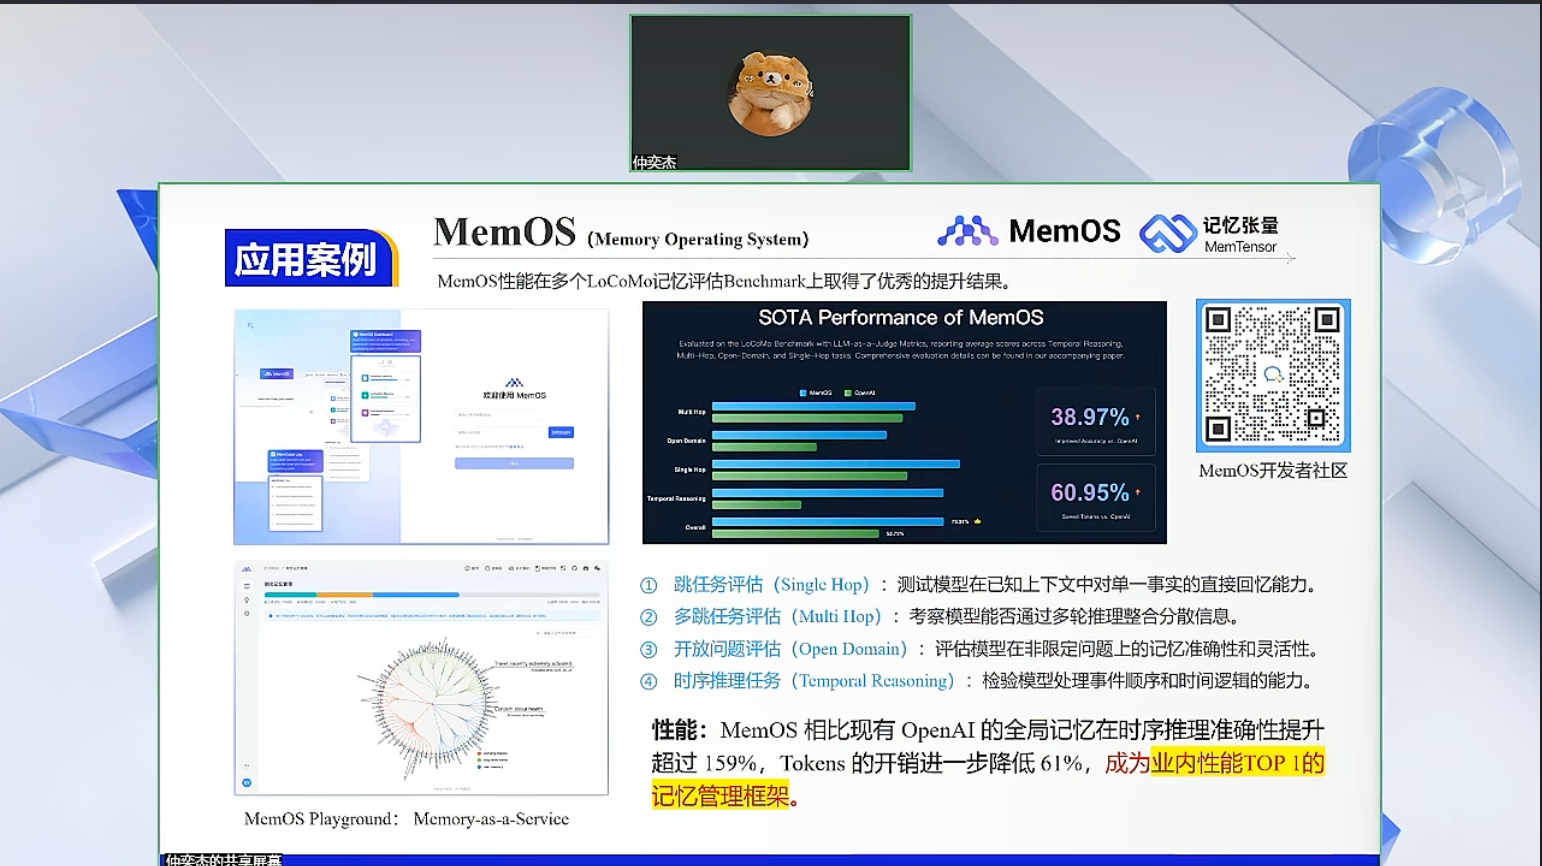 仲奕杰
应用案例
MemOS（Memory Operating System）
MemOS
记忆张量
MemTensor
MemOS性能在多个LoCoMo记忆评估Benchmark上取得了优秀的提升结果。
欢迎使用 MemOS
SOTA Performance of MemOS
Evaluated on the LoCoMo Benchmark with LLM-as-a-Judge Metrics, reporting average scores across Temporal Reasoning,
Multi-Hop, Open-Domain, and Single-Hop tasks. Comprehensive evaluation details can be found in our accompanying paper.
MemOS OpenAI
Multi Hop
Open Domain
Single Hop
Temporal Reasoning
Overall
38.97%
Improved Accuracy vs. OpenAI
60.95%
Saved Tokens vs. OpenAI
MemOS开发者社区
① 跳任务评估（Single Hop）：测试模型在已知上下文中对单一事实的直接回忆能力。
② 多跳任务评估（Multi Hop）：考察模型能否通过多轮推理整合分散信息。
③ 开放问题评估（Open Domain）：评估模型在非限定问题上的记忆准确性和灵活性。
④ 时序推理任务（Temporal Reasoning）：检验模型处理事件顺序和时间逻辑的能力。
性能：MemOS 相比现有 OpenAI 的全局记忆在时序推理准确性提升
超过 159%，Tokens 的开销进一步降低 61%，成为业内性能TOP 1的
记忆管理框架。
MemOS Playground： Memory-as-a-Service
仲奕杰的共享屏幕